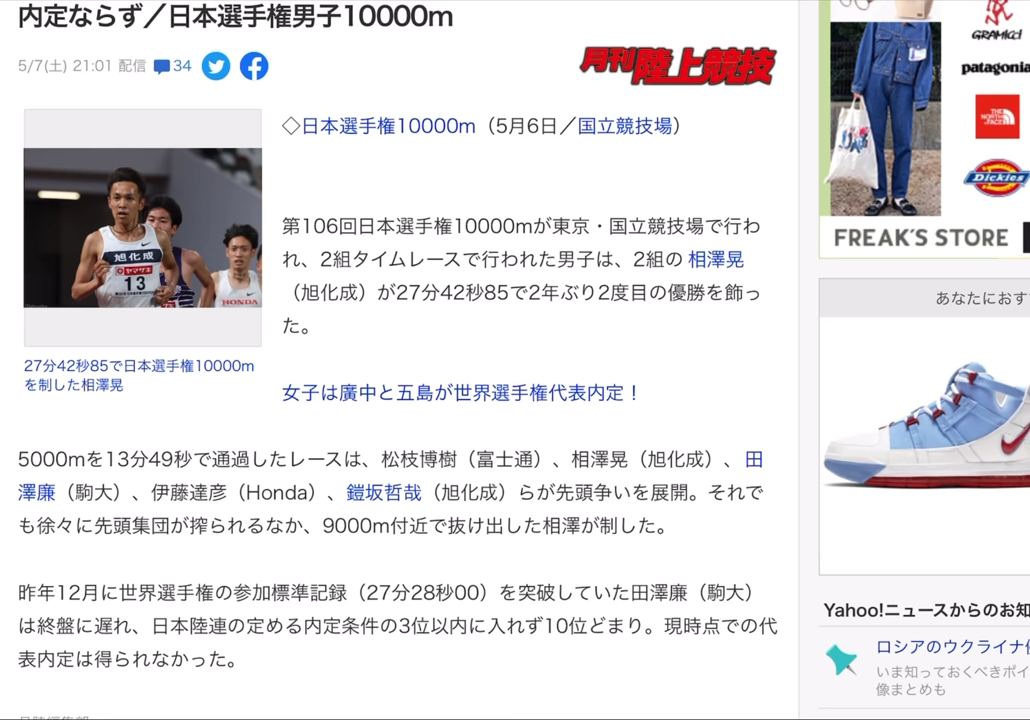 内定ならず／日本選手権男子10000m
5/7(土) 21:01 配信 34
月刊陸上競技
◇日本選手権10000m（5月6日／国立競技場）
第106回日本選手権10000mが東京・国立競技場で行わ
れ、2組タイムレースで行われた男子は、2組の 相澤晃
（旭化成）が27分42秒85で2年ぶり2度目の優勝を飾っ
た。
旭化成
ヤマザキ
13
HONDA
27分42秒85で日本選手権10000m
を制した相澤晃
女子は廣中と五島が世界選手権代表内定！
5000mを13分49秒で通過したレースは、松枝博樹（富士通）、相澤晃（旭化成）、田
澤廉（駒大）、伊藤達彦（Honda）、鎧坂哲哉（旭化成）らが先頭争いを展開。それで
も徐々に先頭集団が搾られるなか、9000m付近で抜け出した相澤が制した。
昨年12月に世界選手権の参加標準記録（27分28秒00）を突破していた田澤廉（駒大）
は終盤に遅れ、日本陸連の定める内定条件の3位以内に入れず10位どまり。現時点での代
表内定は得られなかった。
GRAMICCI
patagonia
THE NORTH FACE
Dickies
FREAK'S STORE
あなたにおす
Yahoo!ニュースからのお知
ロシアのウクライナ
いま知っておくべきポイ
像まとめも